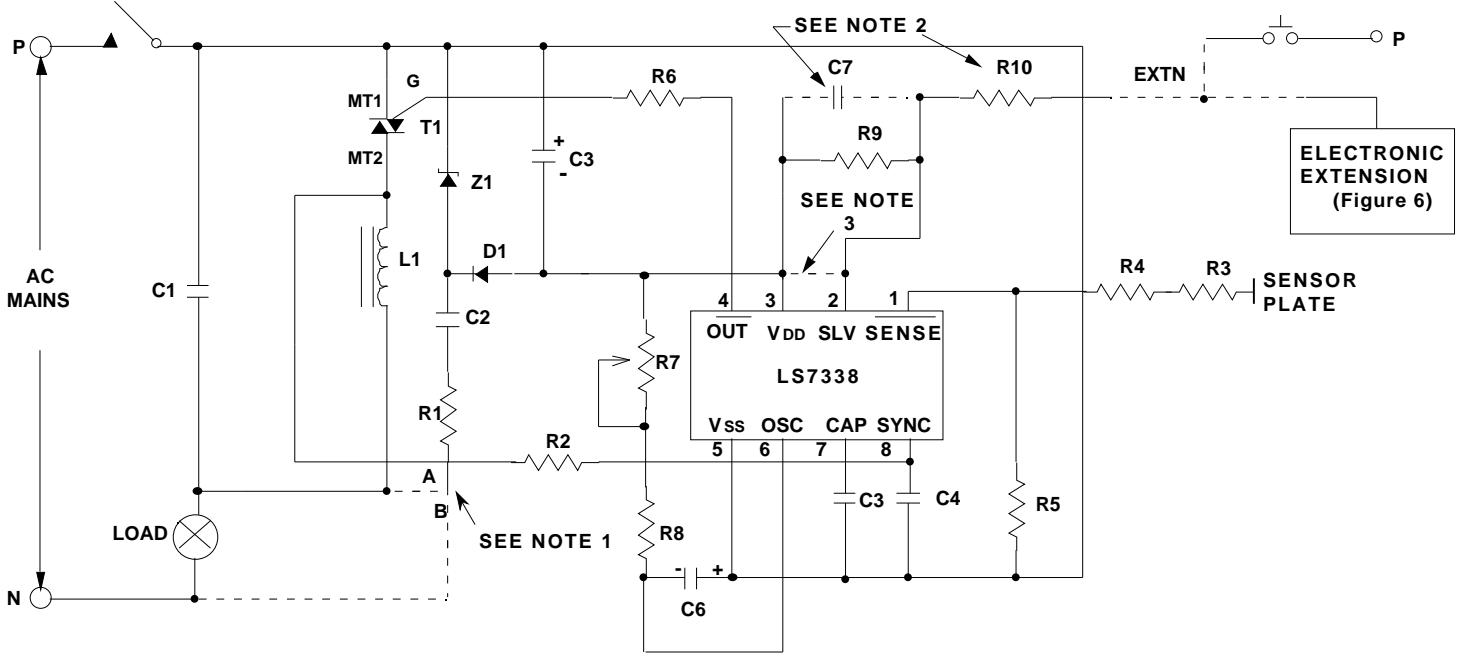 SEE NOTE 2
P
P
C7
R10
EXTN
G
R6
MT1
T1
R9
MT2
C3
+
-
ELECTRONIC
EXTENSION
(Figure 6)
Z1
SEE NOTE
3
L1
D1
AC
MAINS
C1
R4
R3
SENSOR
PLATE
4
3
2
1
C2
OUT
VDD
SLV
SENSE
R7
LS7338
R1
VSS
OSC
CAP
SYNC
R2
5
6
7
8
A
B
C3
C4
R5
LOAD
SEE NOTE 1
R8
-
+
N
C6